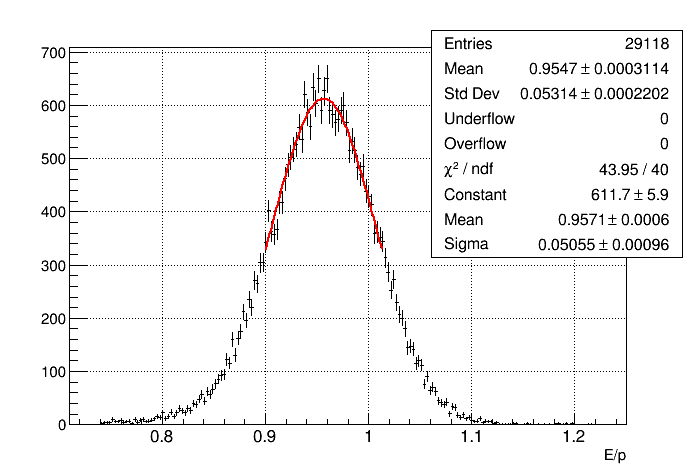 Entries 29118
Mean 0.9547 ± 0.0003114
Std Dev 0.05314 ± 0.0002202
Underflow 0
Overflow 0
χ² / ndf 43.95 / 40
Constant 611.7 ± 5.9
Mean 0.9571 ± 0.0006
Sigma 0.05055 ± 0.00096
700
600
500
400
300
200
100
0
0.8 0.9 1 1.1 1.2
E/p